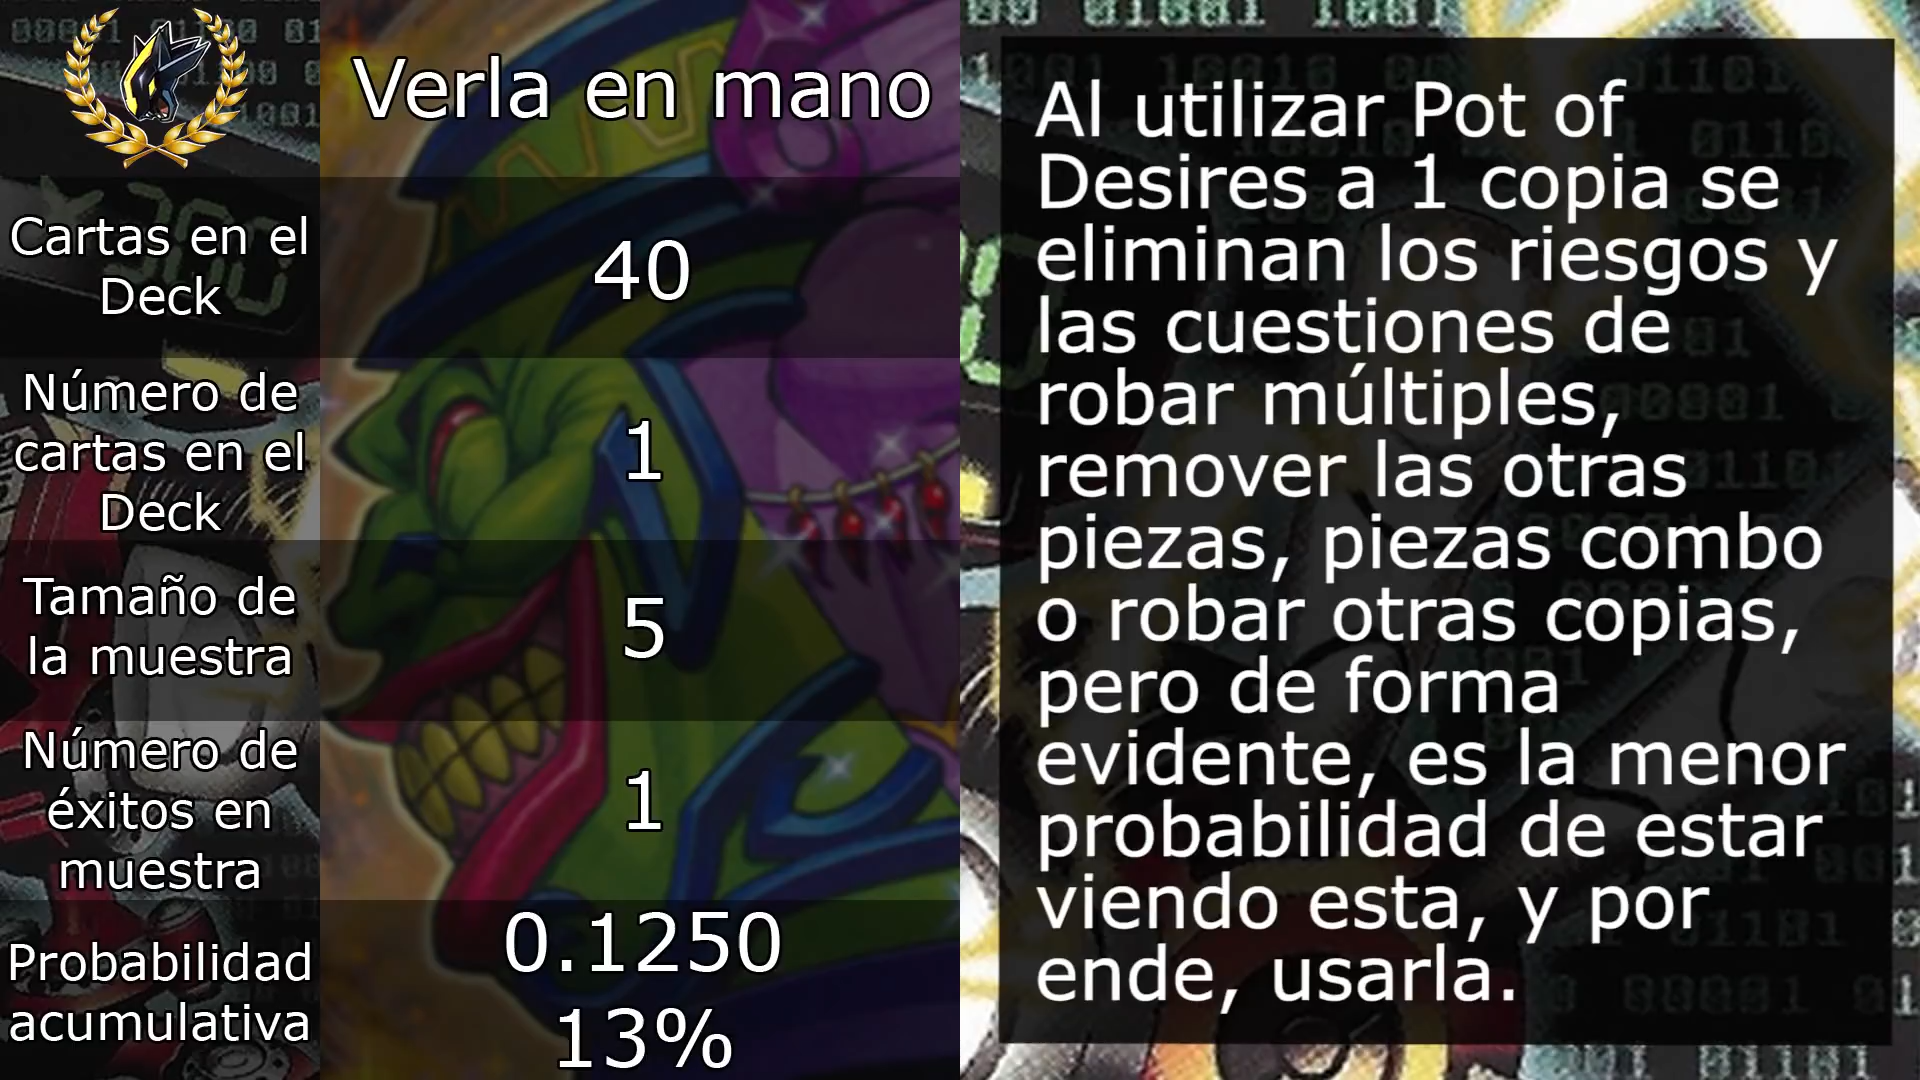 Verla en mano
Cartas en el
Deck
40
Número de
cartas en el
Deck
1
Tamaño de
la muestra
5
Número de
éxitos en
muestra
1
Probabilidad
acumulativa
0.1250
13%
Al utilizar Pot of
Desires a 1 copia se
eliminan los riesgos y
las cuestiones de
robar múltiples,
remover las otras
piezas, piezas combo
o robar otras copias,
pero de forma
evidente, es la menor
probabilidad de estar
viendo esta, y por
ende, usarla.